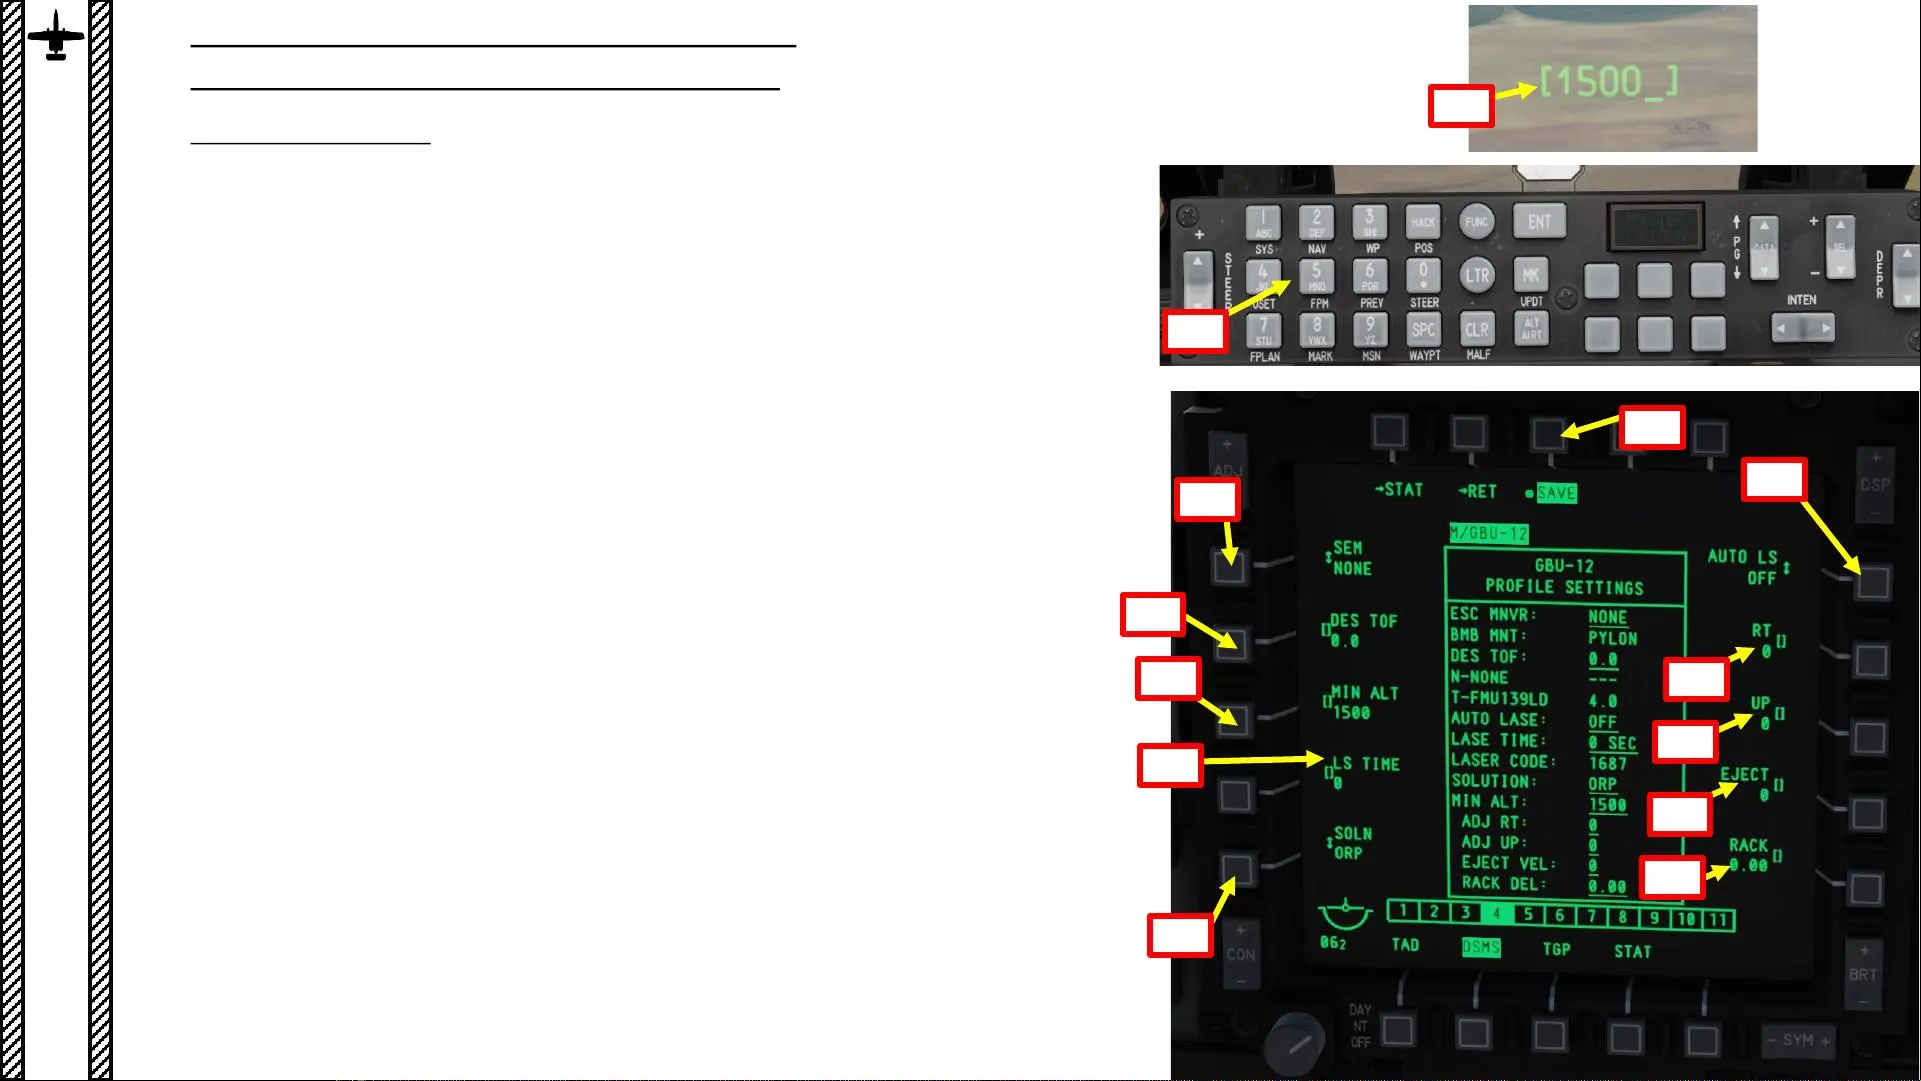 [1500_]
1 2 3 HACK FUNC ENT
ABC DEF GHI
SYS NAV WP POS
4 5 6 0 LTR MK
MNO PQR
FPM PREV STEER UPDT
7 8 9 SPC CLR ALT ALRT
STU VWX YZ
FPLAN MARK MSN WAYPT MALF
PG
DATA
+ SEL -
DEPR
INTEN
+ ADJ
+ DSP -
→STAT →RET SAVE
M/GBU-12
SEM
NONE
DES TOF
0.0
MIN ALT
1500
LS TIME
0
SOLN
ORP
GBU-12
PROFILE SETTINGS
ESC MNVR: NONE
BMB MNT: PYLON
DES TOF: 0.0
N-NONE ---
T-FMU139LD 4.0
AUTO LASE: OFF
LASE TIME: 0 SEC
LASER CODE: 1687
SOLUTION: ORP
MIN ALT: 1500
ADJ RT: 0
ADJ UP: 0
EJECT VEL: 0
RACK DEL: 0.00
AUTO LS
OFF
RT
0
UP
0
EJECT
0
RACK
0.00
1 2 3 4 5 6 7 8 9 10 11
062
TAD DSMS TGP STAT
+ CON -
+ BRT -
DAY
NT
OFF
- SYM +